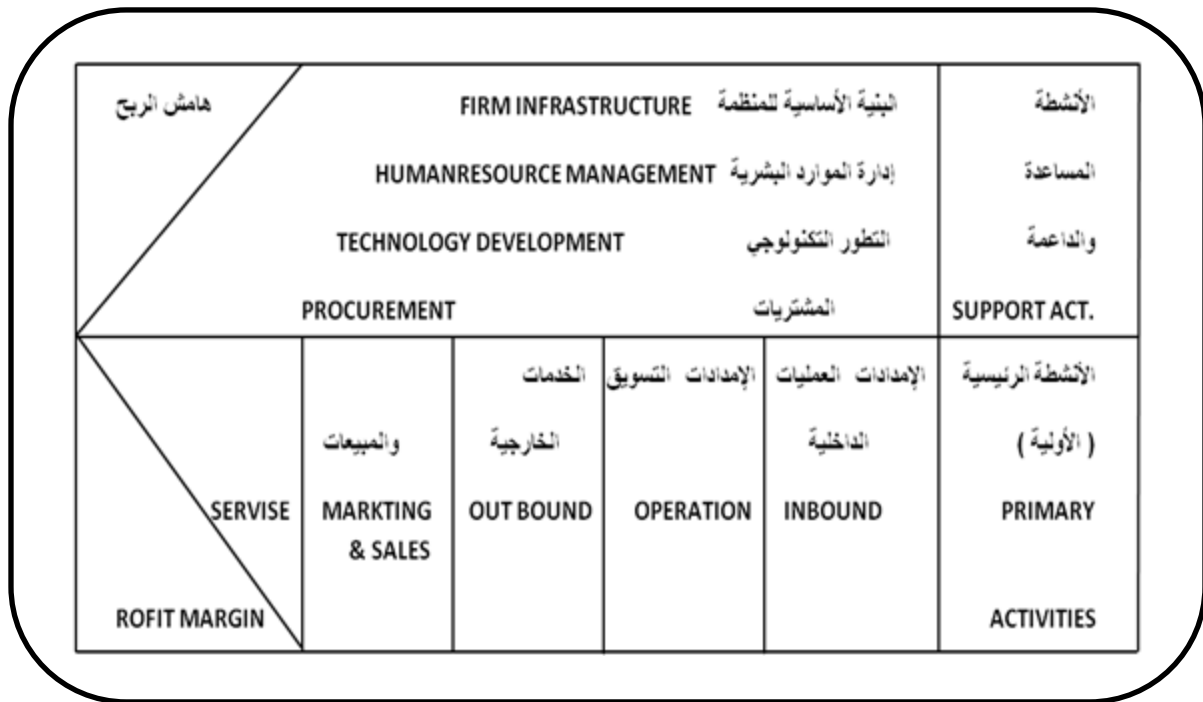 الأنشطة
المساعدة
والداعمة
SUPPORT ACT.
البنية الأساسية للمنظمة FIRM INFRASTRUCTURE
إدارة الموارد البشرية HUMANRESOURCE MANAGEMENT
التطور التكنولوجي TECHNOLOGY DEVELOPMENT
المشتريات PROCUREMENT
هامش الربح
الأنشطة الرئيسية
( الأولية )
PRIMARY
ACTIVITIES
الإمدادات العمليات الإمدادات التسويق الخدمات
الداخلية الخارجية والمبيعات
INBOUND
OPERATION
OUT BOUND
MARKTING
& SALES
SERVISE
ROFIT MARGIN